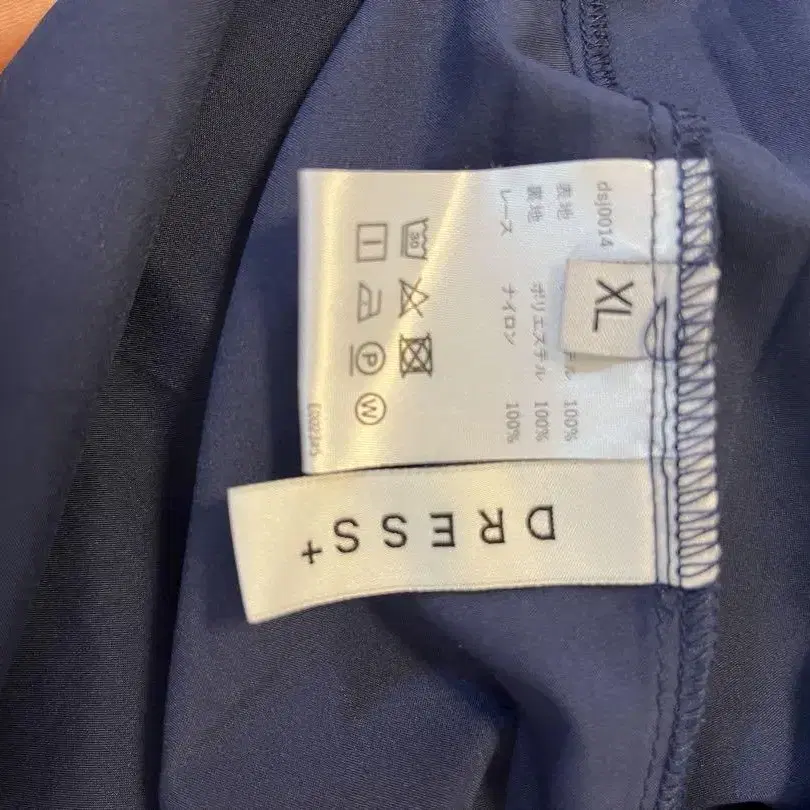 dsj0014
XL
表地 100%
裏地 ポリエステル 100%
レース ナイロン 100%
30
P W
DRESS+